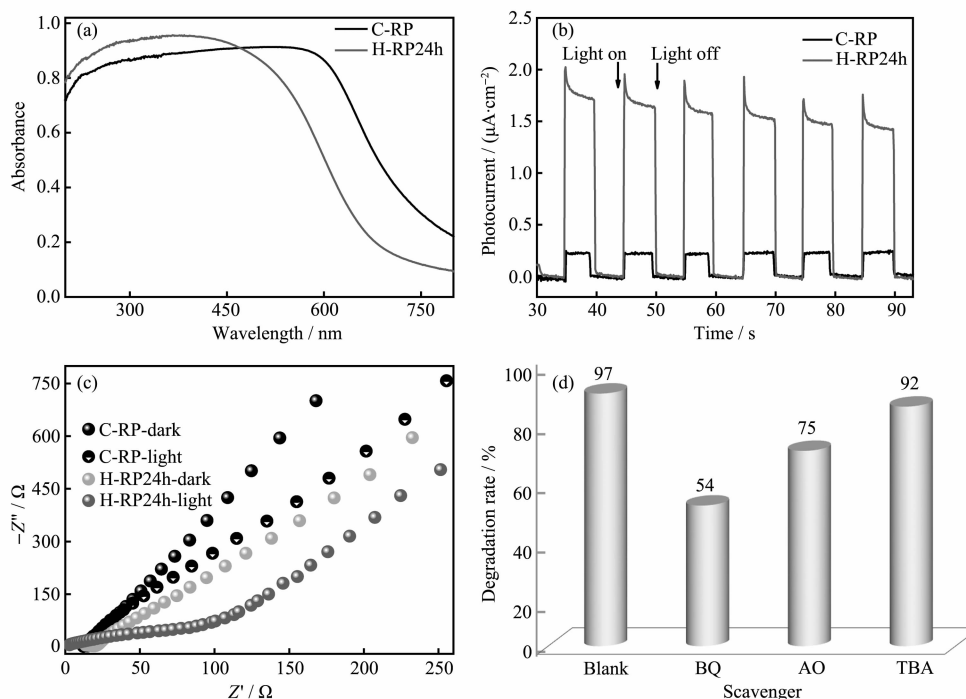 (a)
C-RP
H-RP24h
1.0
0.8
0.6
0.4
0.2
0.0
Absorbance
300
450
600
750
Wavelength / nm
(b)
C-RP
H-RP24h
Light on
Light off
2.5
2.0
1.5
1.0
0.5
0.0
Photocurrent / (μA·cm⁻²)
30
40
50
60
70
80
90
Time / s
(c)
C-RP-dark
C-RP-light
H-RP24h-dark
H-RP24h-light
750
600
450
300
150
0
−Z″ / Ω
0
50
100
150
200
250
Z′ / Ω
(d)
100
80
60
40
20
0
Degradation rate / %
97
54
75
92
Blank
BQ
AO
TBA
Scavenger